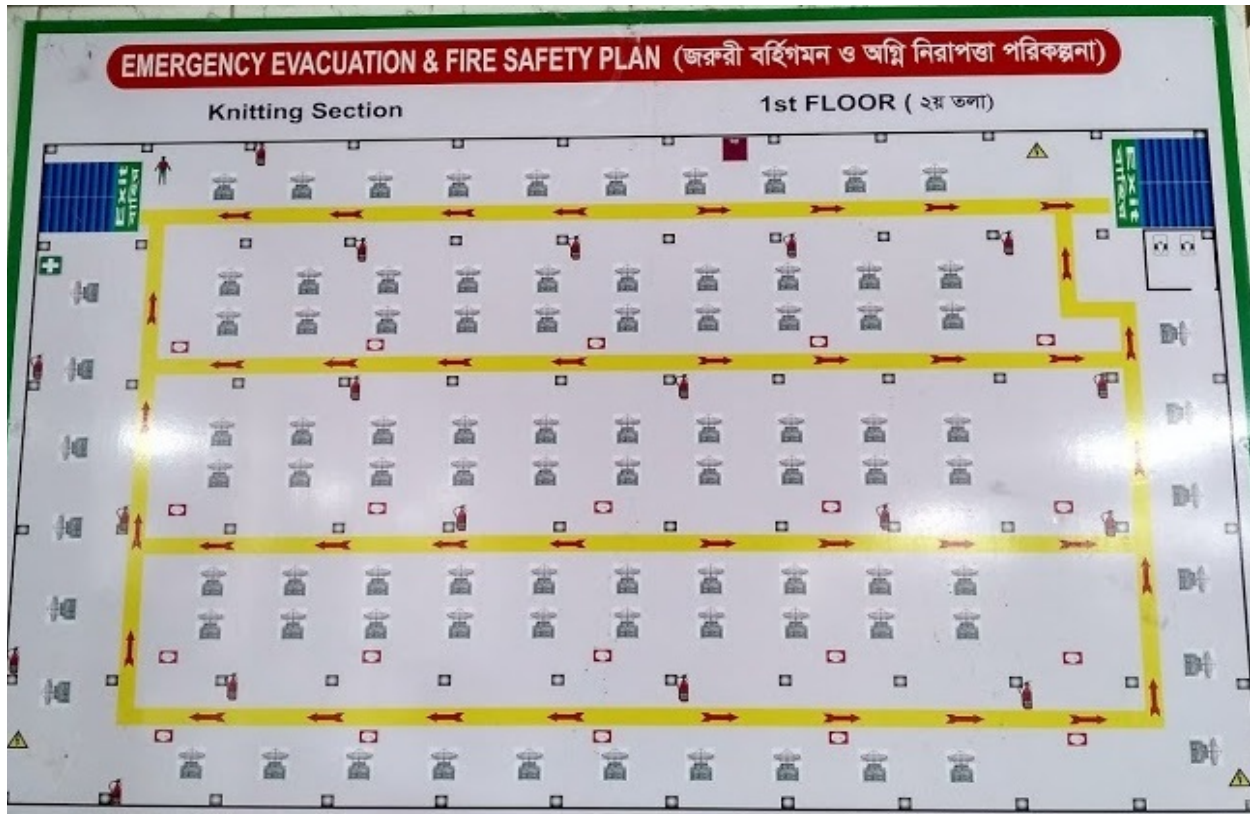 EMERGENCY EVACUATION & FIRE SAFETY PLAN (জরুরী বর্হিগমন ও অগ্নি নিরাপত্তা পরিকল্পনা)
Knitting Section
1st FLOOR ( ২য় তলা)
Exit
বাহির
Exit
বাহির